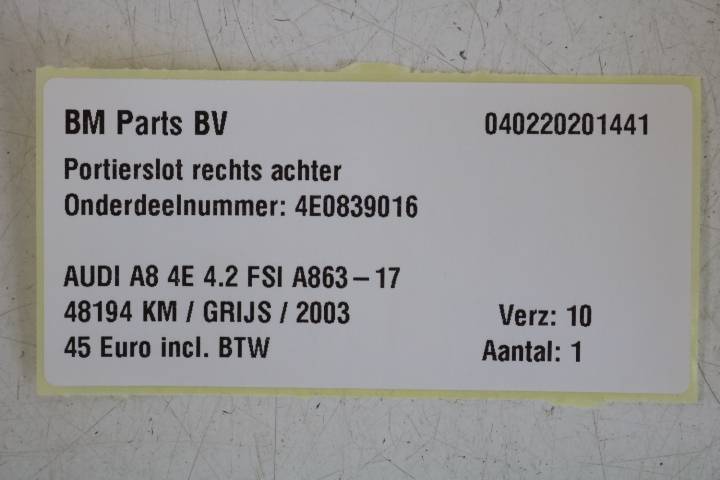 BM Parts BV 040220201441
Portierslot rechts achter
Onderdeelnummer: 4E0839016
AUDI A8 4E 4.2 FSI A863-17
48194 KM / GRIJS / 2003 Verz: 10
45 Euro incl. BTW Aantal: 1